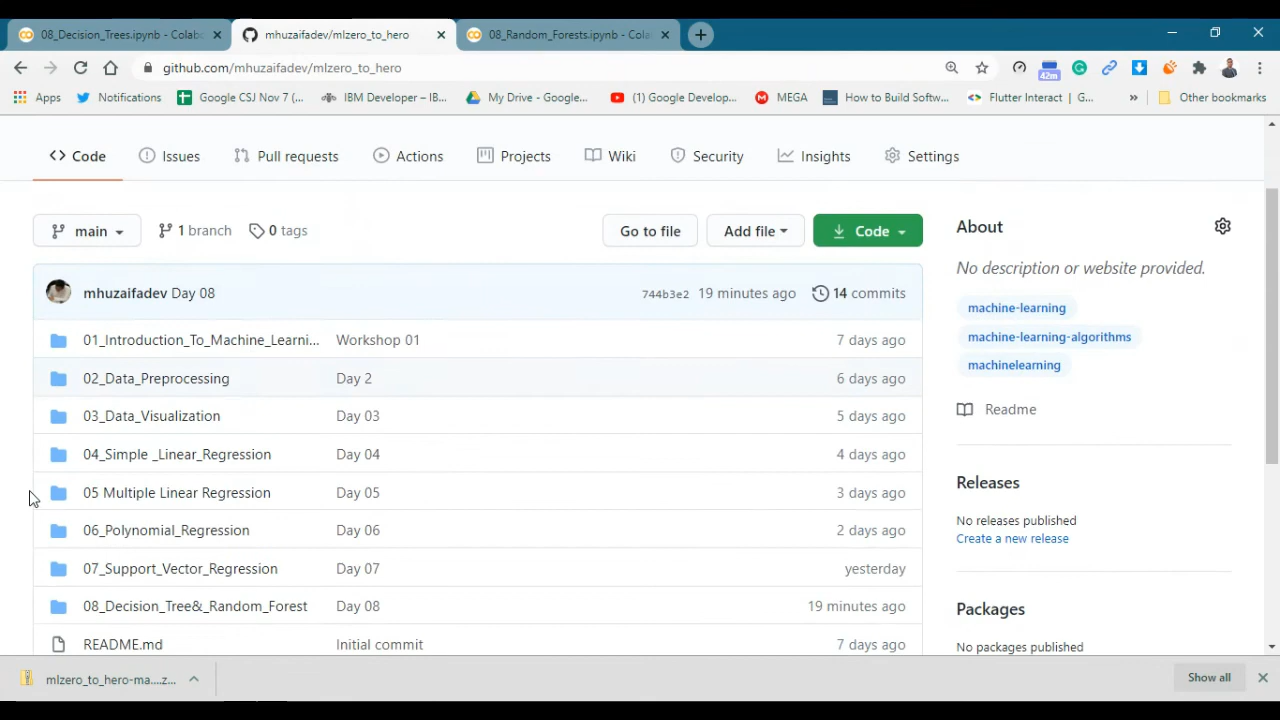 08_Decision_Trees.ipynb - Colab
mhuzaifadev/mlzero_to_hero
08_Random_Forests.ipynb - Cola
github.com/mhuzaifadev/mlzero_to_hero
42m
Apps
Notifications
Google CSJ Nov 7 (...
IBM Developer – IB...
My Drive - Google...
(1) Google Develop...
MEGA
How to Build Softw...
Flutter Interact | G...
»
Other bookmarks
Code
Issues
Pull requests
Actions
Projects
Wiki
Security
Insights
Settings
main
1 branch
0 tags
Go to file
Add file
Code
About
No description or website provided.
machine-learning
machine-learning-algorithms
machinelearning
Readme
mhuzaifadev Day 08
744b3e2 19 minutes ago
14 commits
01_Introduction_To_Machine_Learni... Workshop 01 7 days ago
02_Data_Preprocessing Day 2 6 days ago
03_Data_Visualization Day 03 5 days ago
04_Simple _Linear_Regression Day 04 4 days ago
05 Multiple Linear Regression Day 05 3 days ago
06_Polynomial_Regression Day 06 2 days ago
07_Support_Vector_Regression Day 07 yesterday
08_Decision_Tree&_Random_Forest Day 08 19 minutes ago
README.md Initial commit 7 days ago
Releases
No releases published
Create a new release
Packages
No packages published
mlzero_to_hero-ma....z...
Show all